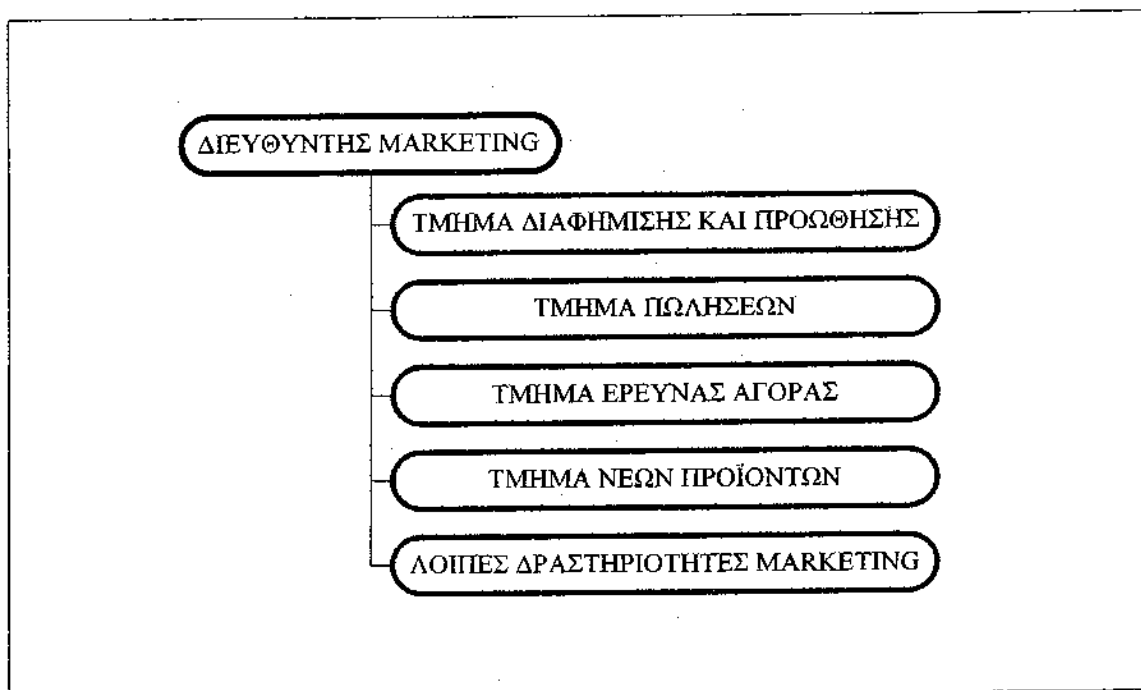 ΔΙΕΥΘΥΝΤΗΣ MARKETING
ΤΜΗΜΑ ΔΙΑΦΗΜΙΣΗΣ ΚΑΙ ΠΡΟΩΘΗΣΗΣ
ΤΜΗΜΑ ΠΩΛΗΣΕΩΝ
ΤΜΗΜΑ ΕΡΕΥΝΑΣ ΑΓΟΡΑΣ
ΤΜΗΜΑ ΝΕΩΝ ΠΡΟΪΟΝΤΩΝ
ΛΟΙΠΕΣ ΔΡΑΣΤΗΡΙΟΤΗΤΕΣ MARKETING